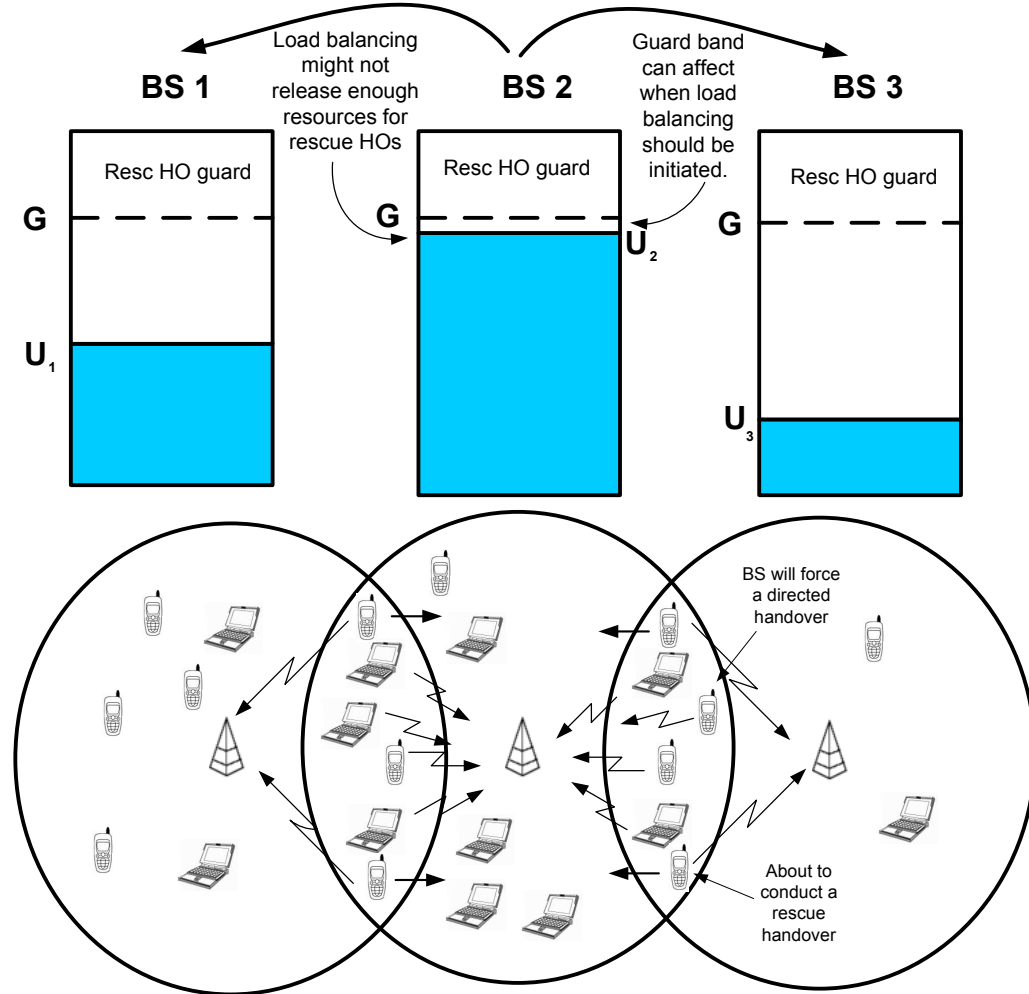 Load balancing
might not
release enough
resources for
rescue HOs
Guard band
can affect
when load
balancing
should be
initiated.
BS 1
BS 2
BS 3
Resc HO guard
Resc HO guard
Resc HO guard
G
G
G
U1
U2
U3
BS will force
a directed
handover
About to
conduct a
rescue
handover